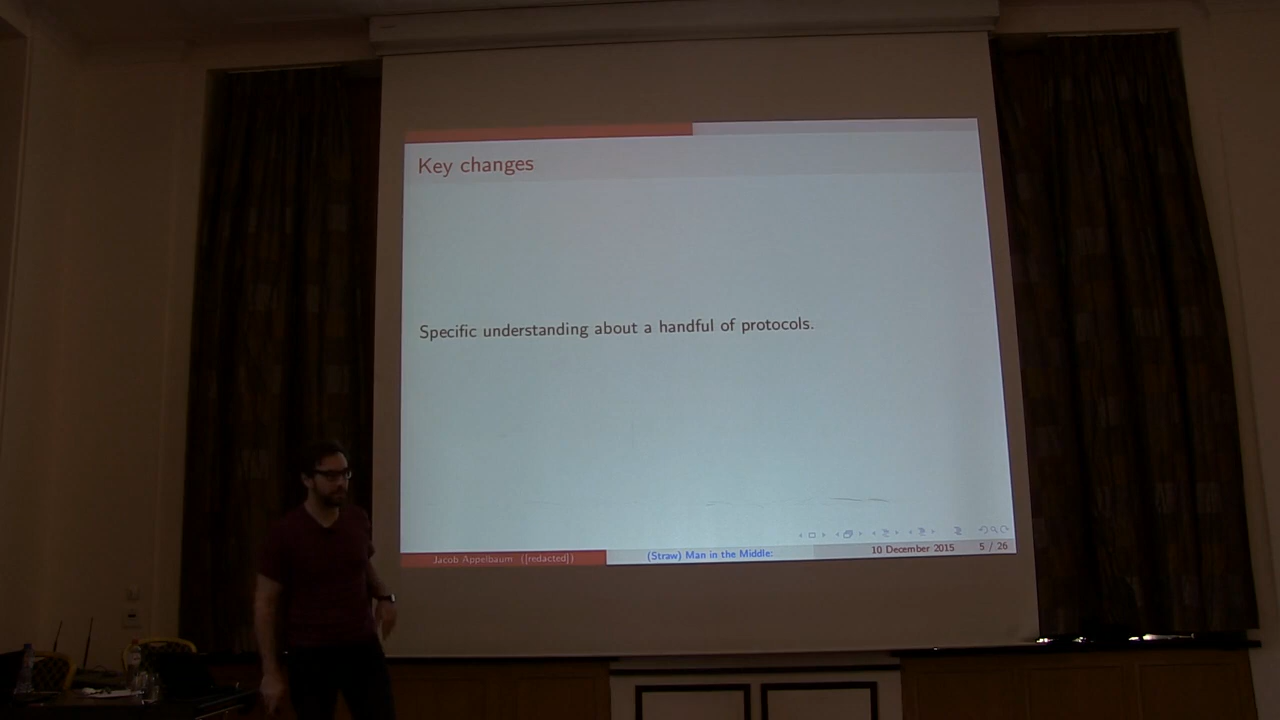 Key changes
Specific understanding about a handful of protocols.
Jacob Appelbaum ([redacted])
(Straw) Man in the Middle:
10 December 2015
5 / 26